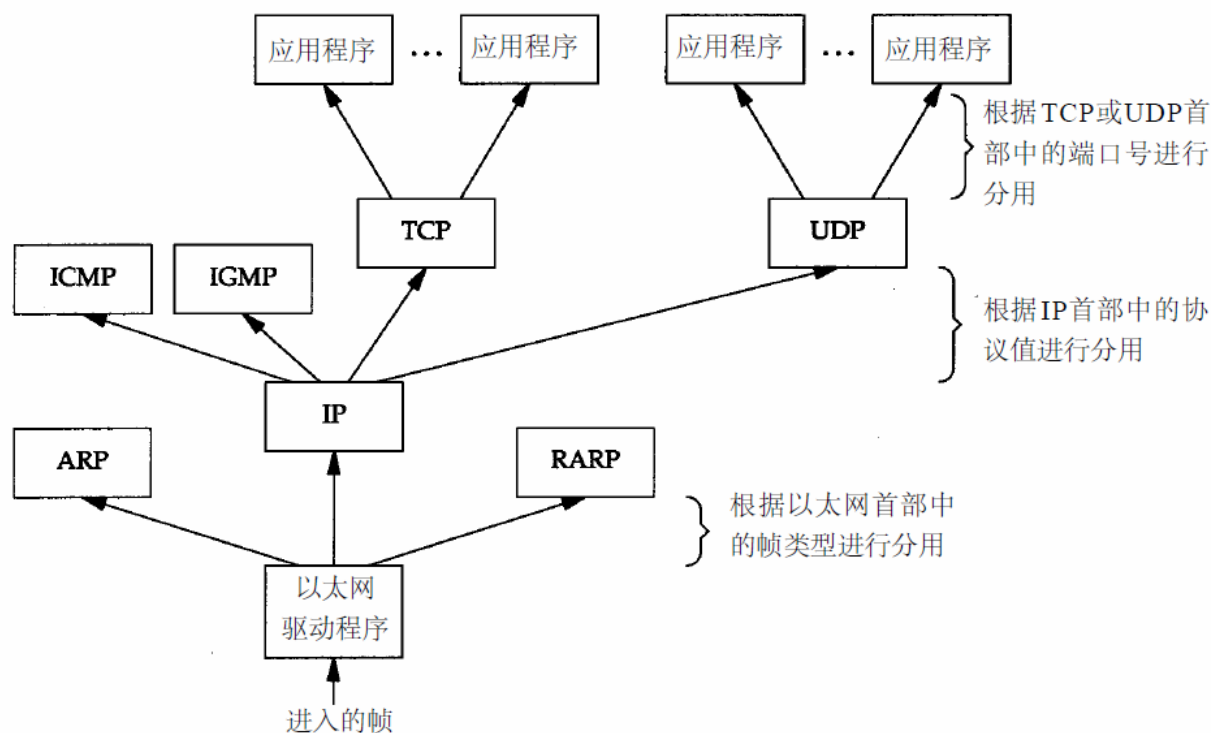 应用程序 … 应用程序 应用程序 … 应用程序
根据TCP或UDP首
部中的端口号进行
分用
TCP UDP
ICMP IGMP
根据IP首部中的协
议值进行分用
IP
ARP RARP
根据以太网首部中
的帧类型进行分用
以太网
驱动程序
进入的帧